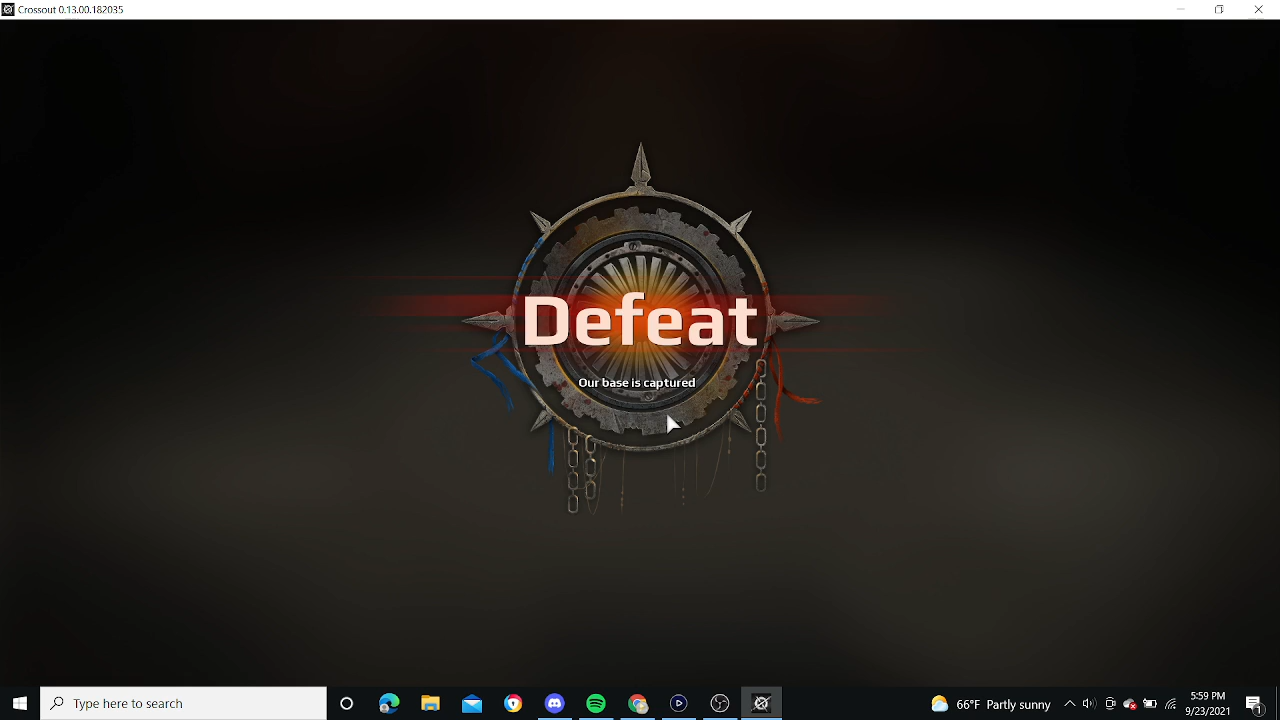 Crossout 0.13.00.182035
Defeat
Our base is captured
Type here to search
66°F Partly sunny
5:59 PM
9/23/2021
1